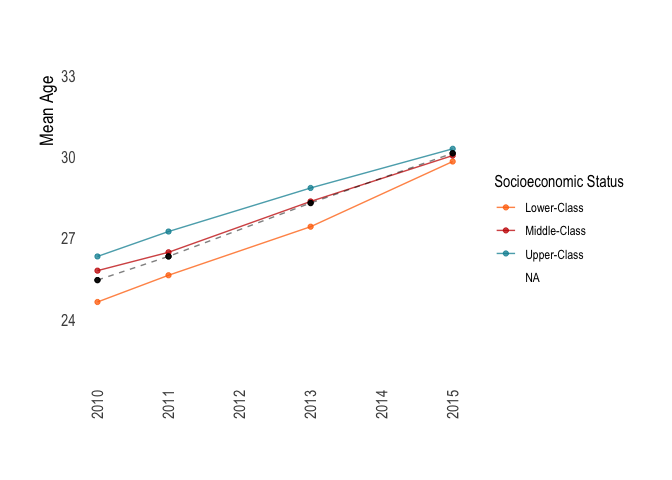 33
30
27
24
Mean Age
2010
2011
2012
2013
2014
2015
Socioeconomic Status
Lower-Class
Middle-Class
Upper-Class
NA